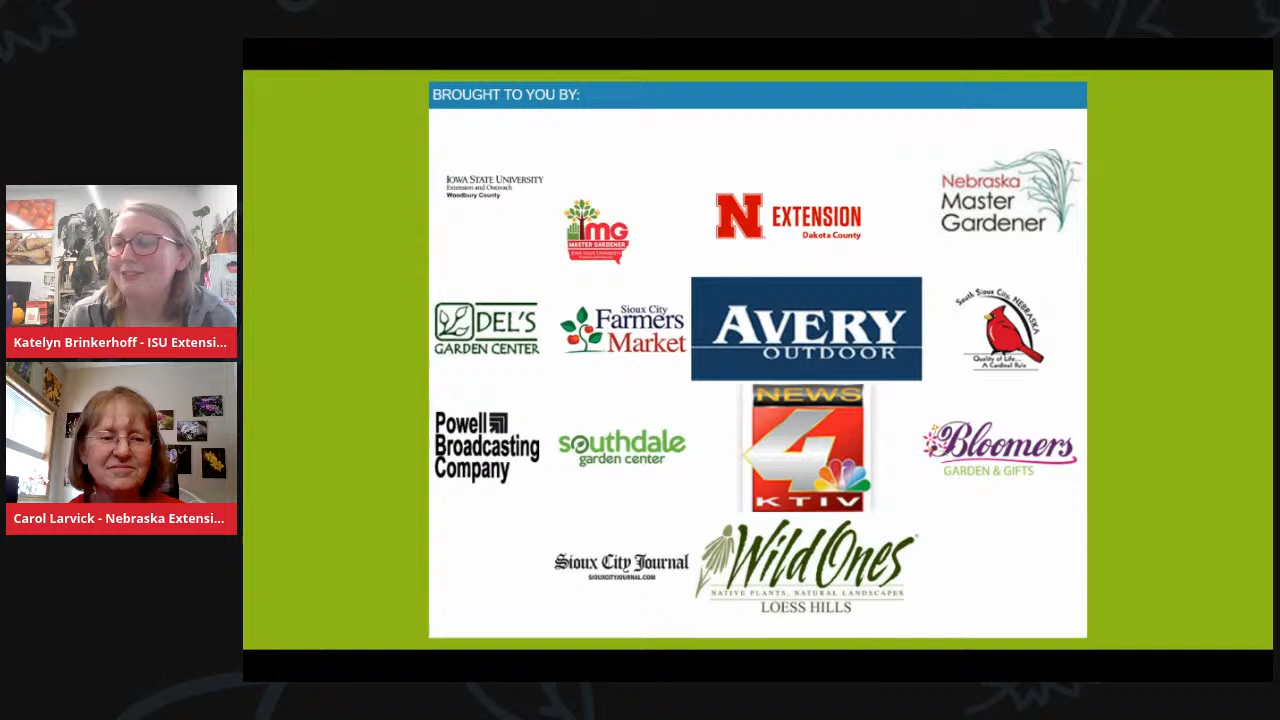 BROUGHT TO YOU BY:
IOWA STATE UNIVERSITY
Extension and Outreach
Woodbury County
MG
MASTER GARDENER
N EXTENSION
Dakota County
Nebraska
Master
Gardener
DEL'S
GARDEN CENTER
Sioux City
Farmers
Market
AVERY
OUTDOOR
South Sioux City, NEBRASKA
Quality of Life...
A Cardinal Rule
Powell
Broadcasting
Company
southdale
garden center
NEWS
4
KTIV
Bloomers
GARDEN & GIFTS
Sioux City Journal
SIOUXCITYJOURNAL.COM
Wild Ones
NATIVE PLANTS, NATURAL LANDSCAPES
LOESS HILLS
Katelyn Brinkerhoff - ISU Extensi...
Carol Larvick - Nebraska Extensi...